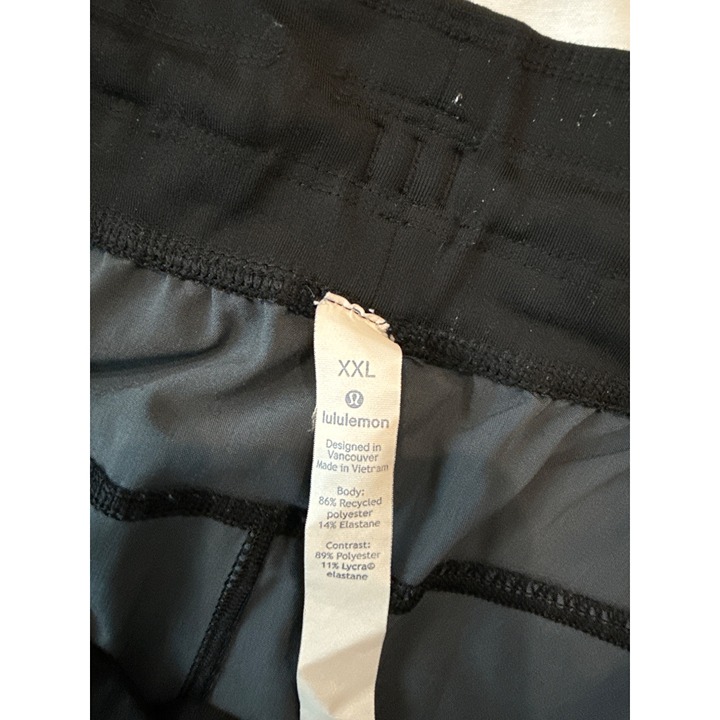 XXL
lululemon
Designed in
Vancouver
Made in Vietnam
Body:
86% Recycled
polyester
14% Elastane
Contrast:
89% Polyester
11% Lycra®
elastane